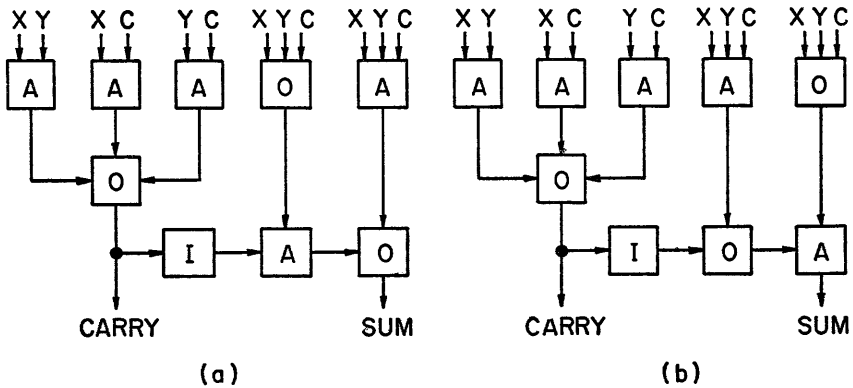 X Y X C Y C X Y C X Y C X Y X C Y C X Y C X Y C
A A A O A A A A A O
O O
I A O I O A
CARRY SUM CARRY SUM
(a) (b)